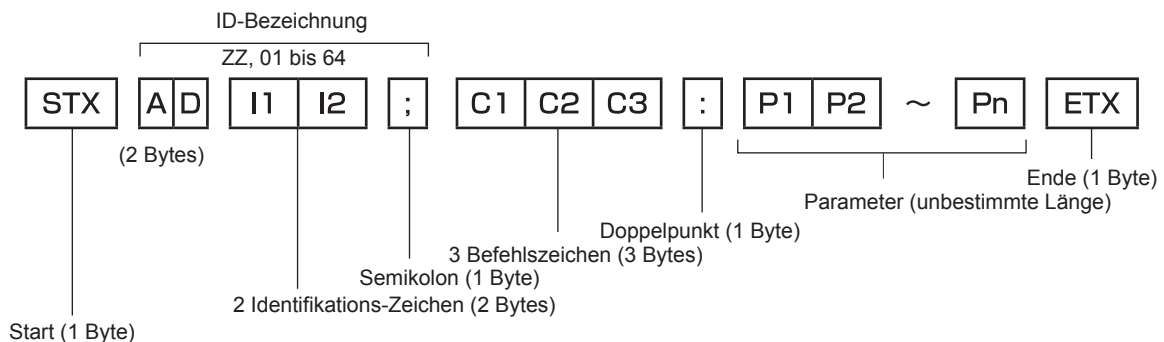 ID-Bezeichnung
ZZ, 01 bis 64
STX A D I1 I2 ; C1 C2 C3 : P1 P2 ～ Pn ETX
(2 Bytes)
Ende (1 Byte)
Parameter (unbestimmte Länge)
Doppelpunkt (1 Byte)
3 Befehlszeichen (3 Bytes)
Semikolon (1 Byte)
2 Identifikations-Zeichen (2 Bytes)
Start (1 Byte)